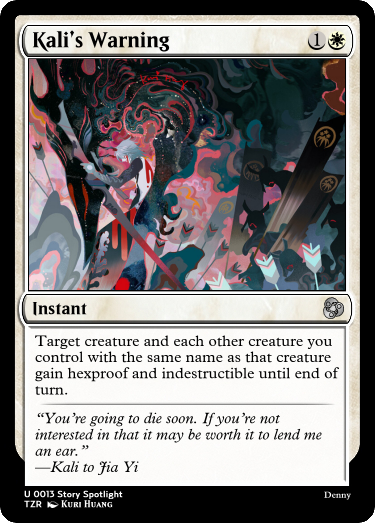 Kali's Warning 1
Instant
Target creature and each other creature you
control with the same name as that creature
gain hexproof and indestructible until end of
turn.
“You're going to die soon. If you're not
interested in that it may be worth it to lend me
an ear.”
—Kali to Jia Yi
U 0013 Story Spotlight
Denny
TZR Kuri Huang